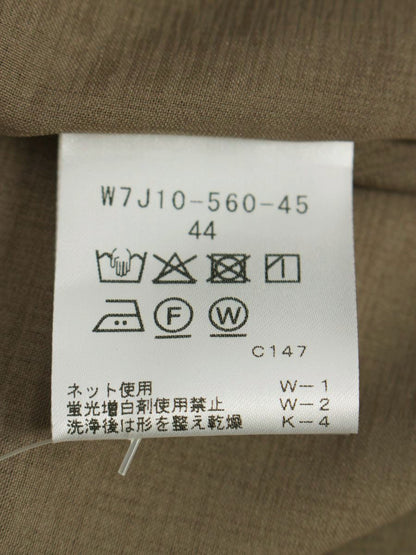 W7J10-560-45
44
F W
C147
ネット使用 W-1
蛍光増白剤使用禁止 W-2
洗浄後は形を整え乾燥 K-4